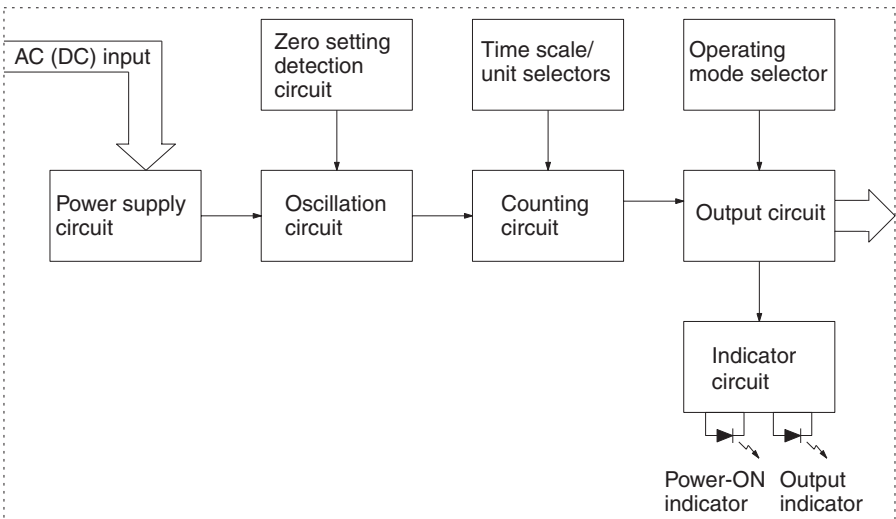 AC (DC) input
Zero setting
detection
circuit
Time scale/
unit selectors
Operating
mode selector
Power supply
circuit
Oscillation
circuit
Counting
circuit
Output circuit
Indicator
circuit
Power-ON
indicator
Output
indicator